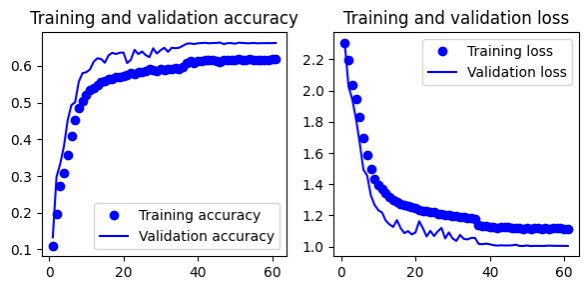 Training and validation accuracy
0.6
0.5
0.4
0.3
0.2
0.1
Training accuracy
Validation accuracy
0 20 40 60
Training and validation loss
2.2
2.0
1.8
1.6
1.4
1.2
1.0
Training loss
Validation loss
0 20 40 60